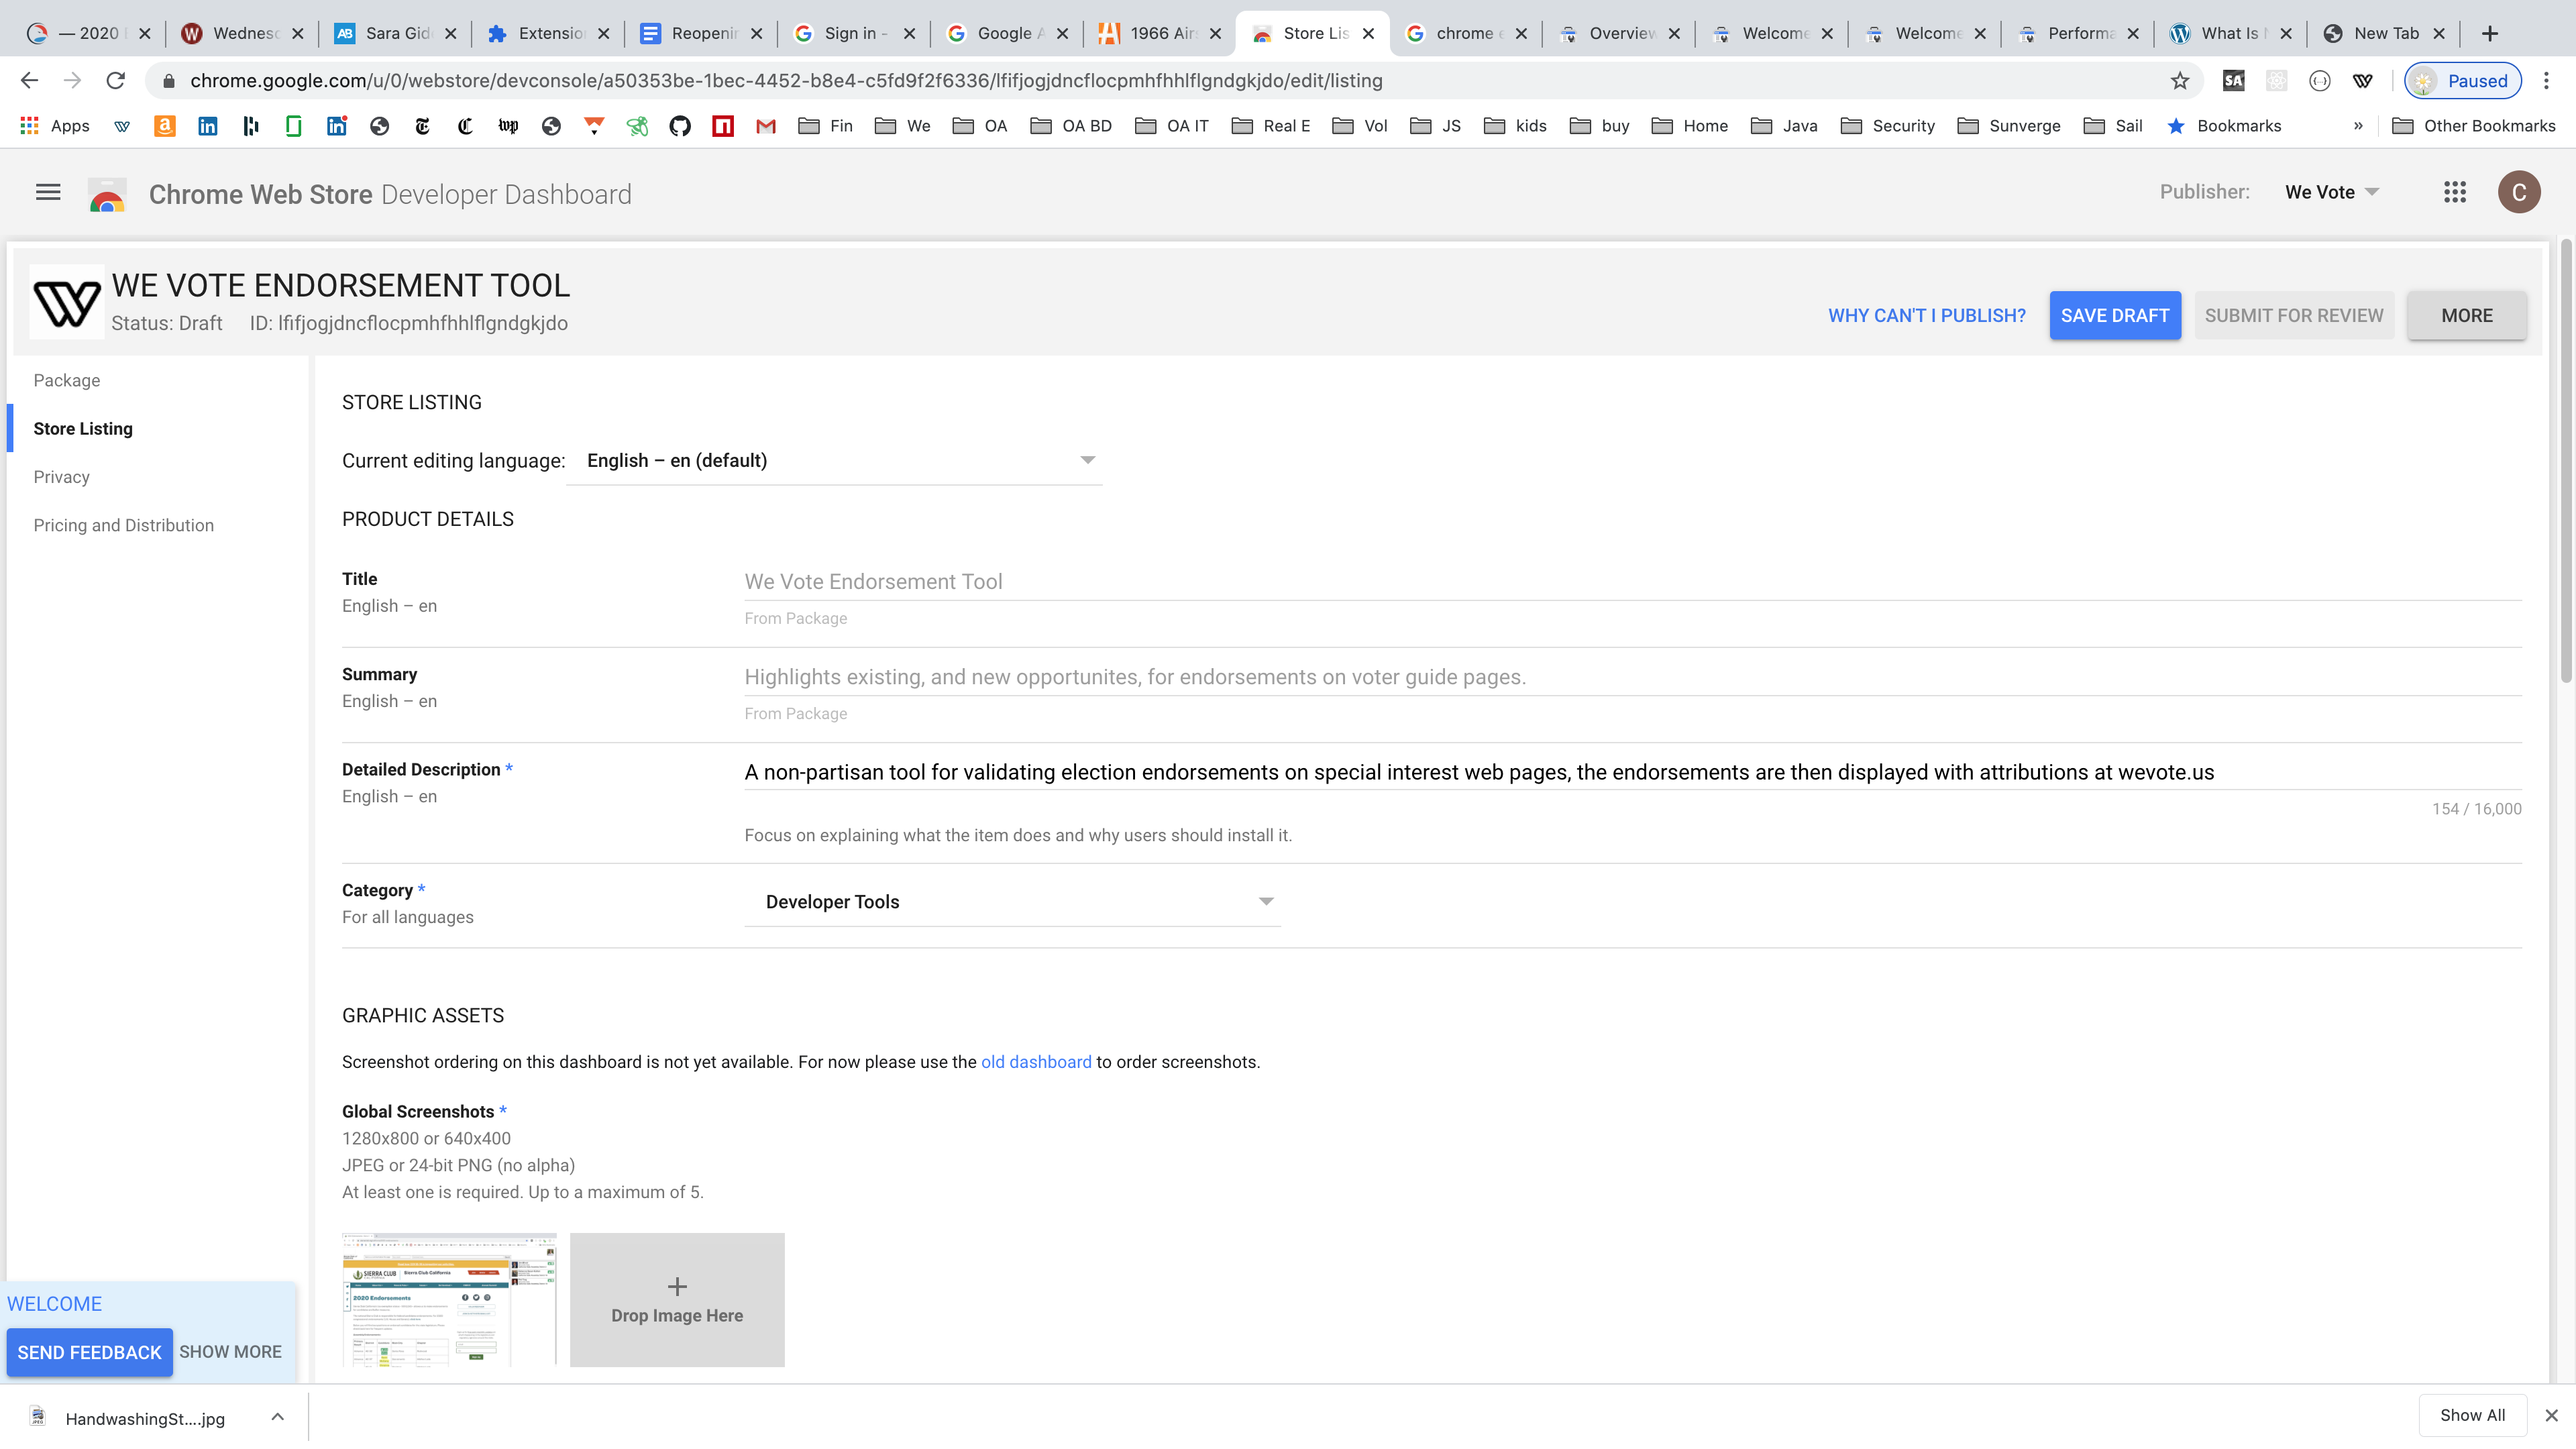 — 2020
Wednesc
Sara Gid
Extensio
Reopenin
Sign in -
Google A
1966 Airs
Store Lis
chrome e
Overview
Welcome
Welcome
Performa
What Is
New Tab
chrome.google.com/u/0/webstore/devconsole/a50353be-1bec-4452-b8e4-c5fd9f2f6336/lfifjogjdncflocpmhfhhlflgndgkjdo/edit/listing
SA
Paused
Apps
Fin
We
OA
OA BD
OA IT
Real E
Vol
JS
kids
buy
Home
Java
Security
Sunverge
Sail
Bookmarks
»
Other Bookmarks
Chrome Web Store Developer Dashboard
Publisher: We Vote
C
WE VOTE ENDORSEMENT TOOL
Status: Draft ID: lfifjogjdncflocpmhfhhlflgndgkjdo
WHY CAN'T I PUBLISH?
SAVE DRAFT
SUBMIT FOR REVIEW
MORE
Package
Store Listing
Privacy
Pricing and Distribution
STORE LISTING
Current editing language: English – en (default)
PRODUCT DETAILS
Title
English – en
We Vote Endorsement Tool
From Package
Summary
English – en
Highlights existing, and new opportunites, for endorsements on voter guide pages.
From Package
Detailed Description *
English – en
A non-partisan tool for validating election endorsements on special interest web pages, the endorsements are then displayed with attributions at wevote.us
154 / 16,000
Focus on explaining what the item does and why users should install it.
Category *
For all languages
Developer Tools
GRAPHIC ASSETS
Screenshot ordering on this dashboard is not yet available. For now please use the old dashboard to order screenshots.
Global Screenshots *
1280x800 or 640x400
JPEG or 24-bit PNG (no alpha)
At least one is required. Up to a maximum of 5.
SIERRA CLUB
Sierra Club California
2020 Endorsements
Drop Image Here
WELCOME
SEND FEEDBACK
SHOW MORE
HandwashingSt....jpg
Show All